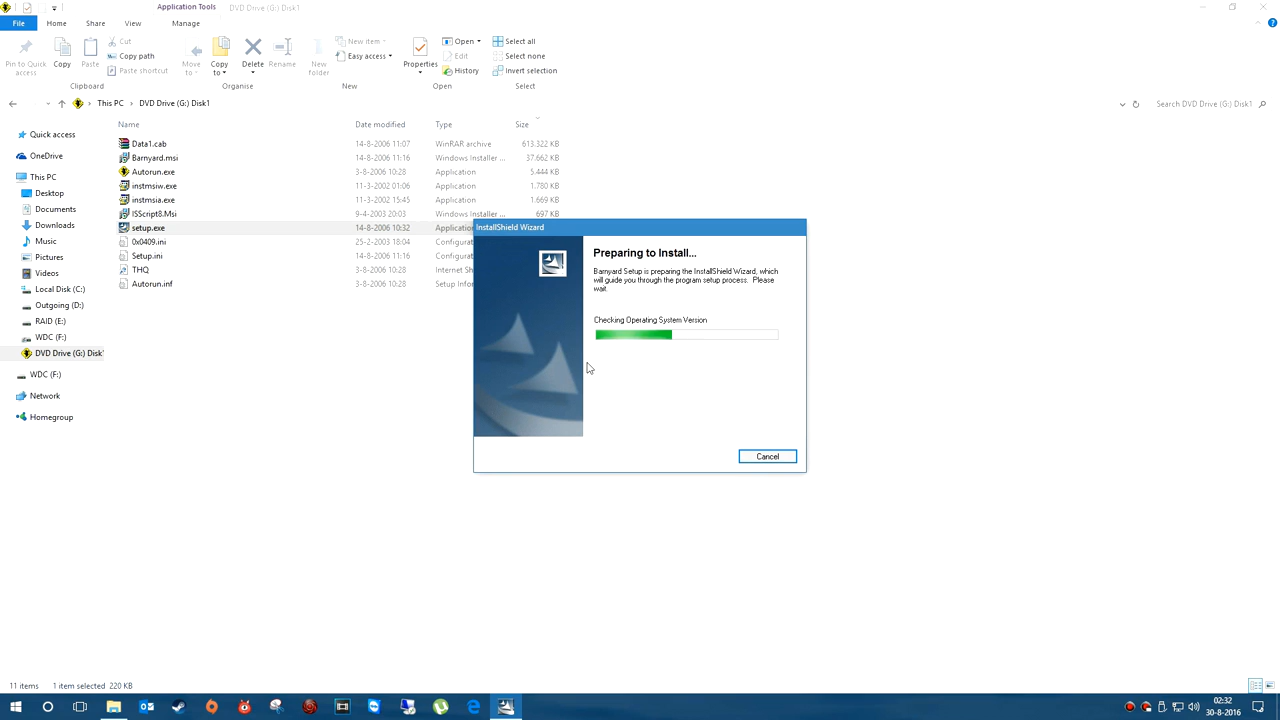 Application Tools DVD Drive (G:) Disk1
File Home Share View Manage
Pin to Quick access
Copy
Paste
Cut
Copy path
Paste shortcut
Clipboard
Move to
Copy to
Delete
Rename
Organise
New folder
New item
Easy access
New
Properties
Open
Edit
History
Open
Select all
Select none
Invert selection
Select
This PC DVD Drive (G:) Disk1
Search DVD Drive (G:) Disk1
Quick access
OneDrive
This PC
Desktop
Documents
Downloads
Music
Pictures
Videos
Local Disk (C:)
Outgoing (D:)
RAID (E:)
WDC (F:)
DVD Drive (G:) Disk1
WDC (F:)
Network
Homegroup
Name Date modified Type Size
Data1.cab 14-8-2006 11:07 WinRAR archive 613.322 KB
Barnyard.msi 14-8-2006 11:16 Windows Installer ... 37.662 KB
Autorun.exe 3-8-2006 10:28 Application 5.444 KB
instmsiw.exe 11-3-2002 01:06 Application 1.780 KB
instmsia.exe 11-3-2002 15:45 Application 1.669 KB
ISScript8.Msi 9-4-2003 20:03 Windows Installer ... 697 KB
setup.exe 14-8-2006 10:32 Applicatio
0x0409.ini 25-2-2003 18:04 Configurat
Setup.ini 14-8-2006 11:16 Configurat
THQ 3-8-2006 10:28 Internet Sh
Autorun.inf 3-8-2006 10:28 Setup Infor
InstallShield Wizard
Preparing to Install...
Barnyard Setup is preparing the InstallShield Wizard, which
will guide you through the program setup process. Please
wait.
Checking Operating System Version
Cancel
11 items 1 item selected 220 KB
02:32
30-8-2016